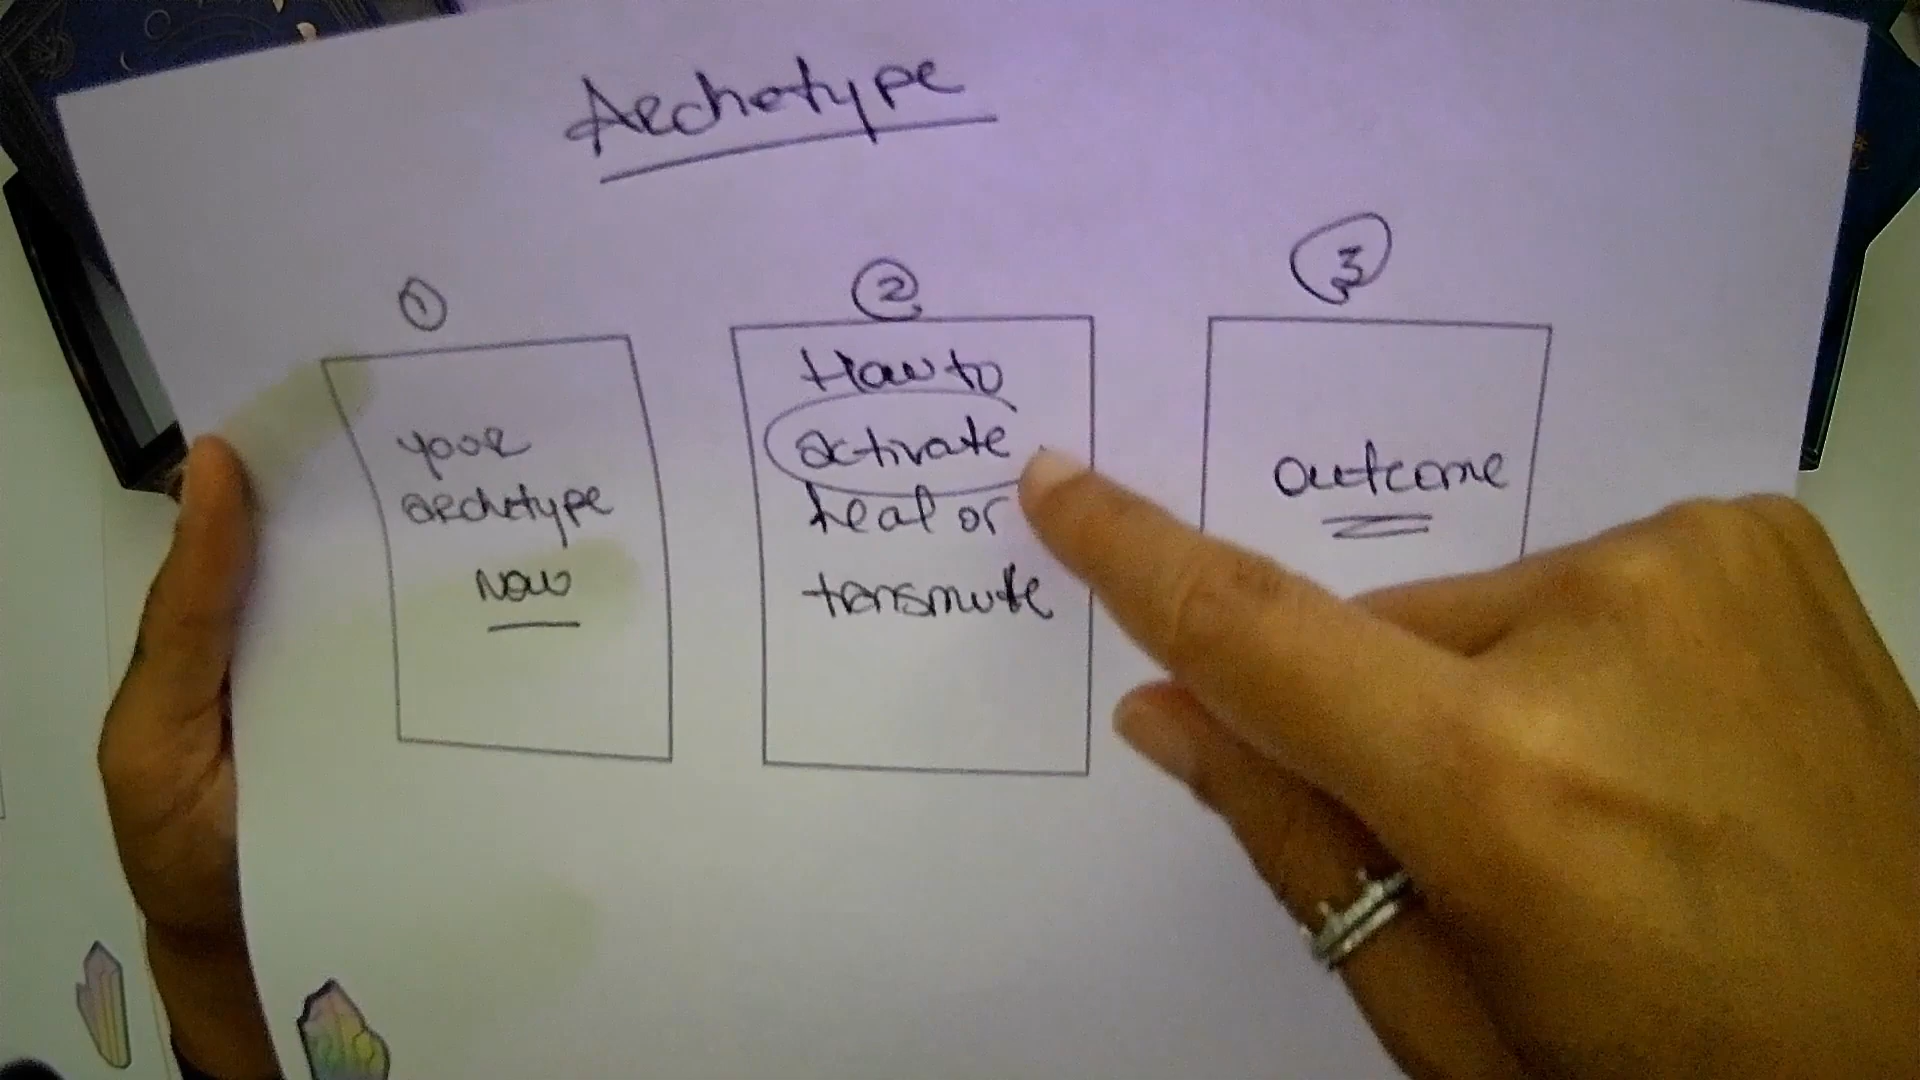 Archetype
1
your
archetype
Now
2
How to
activate
heal or
transmute
3
outcome